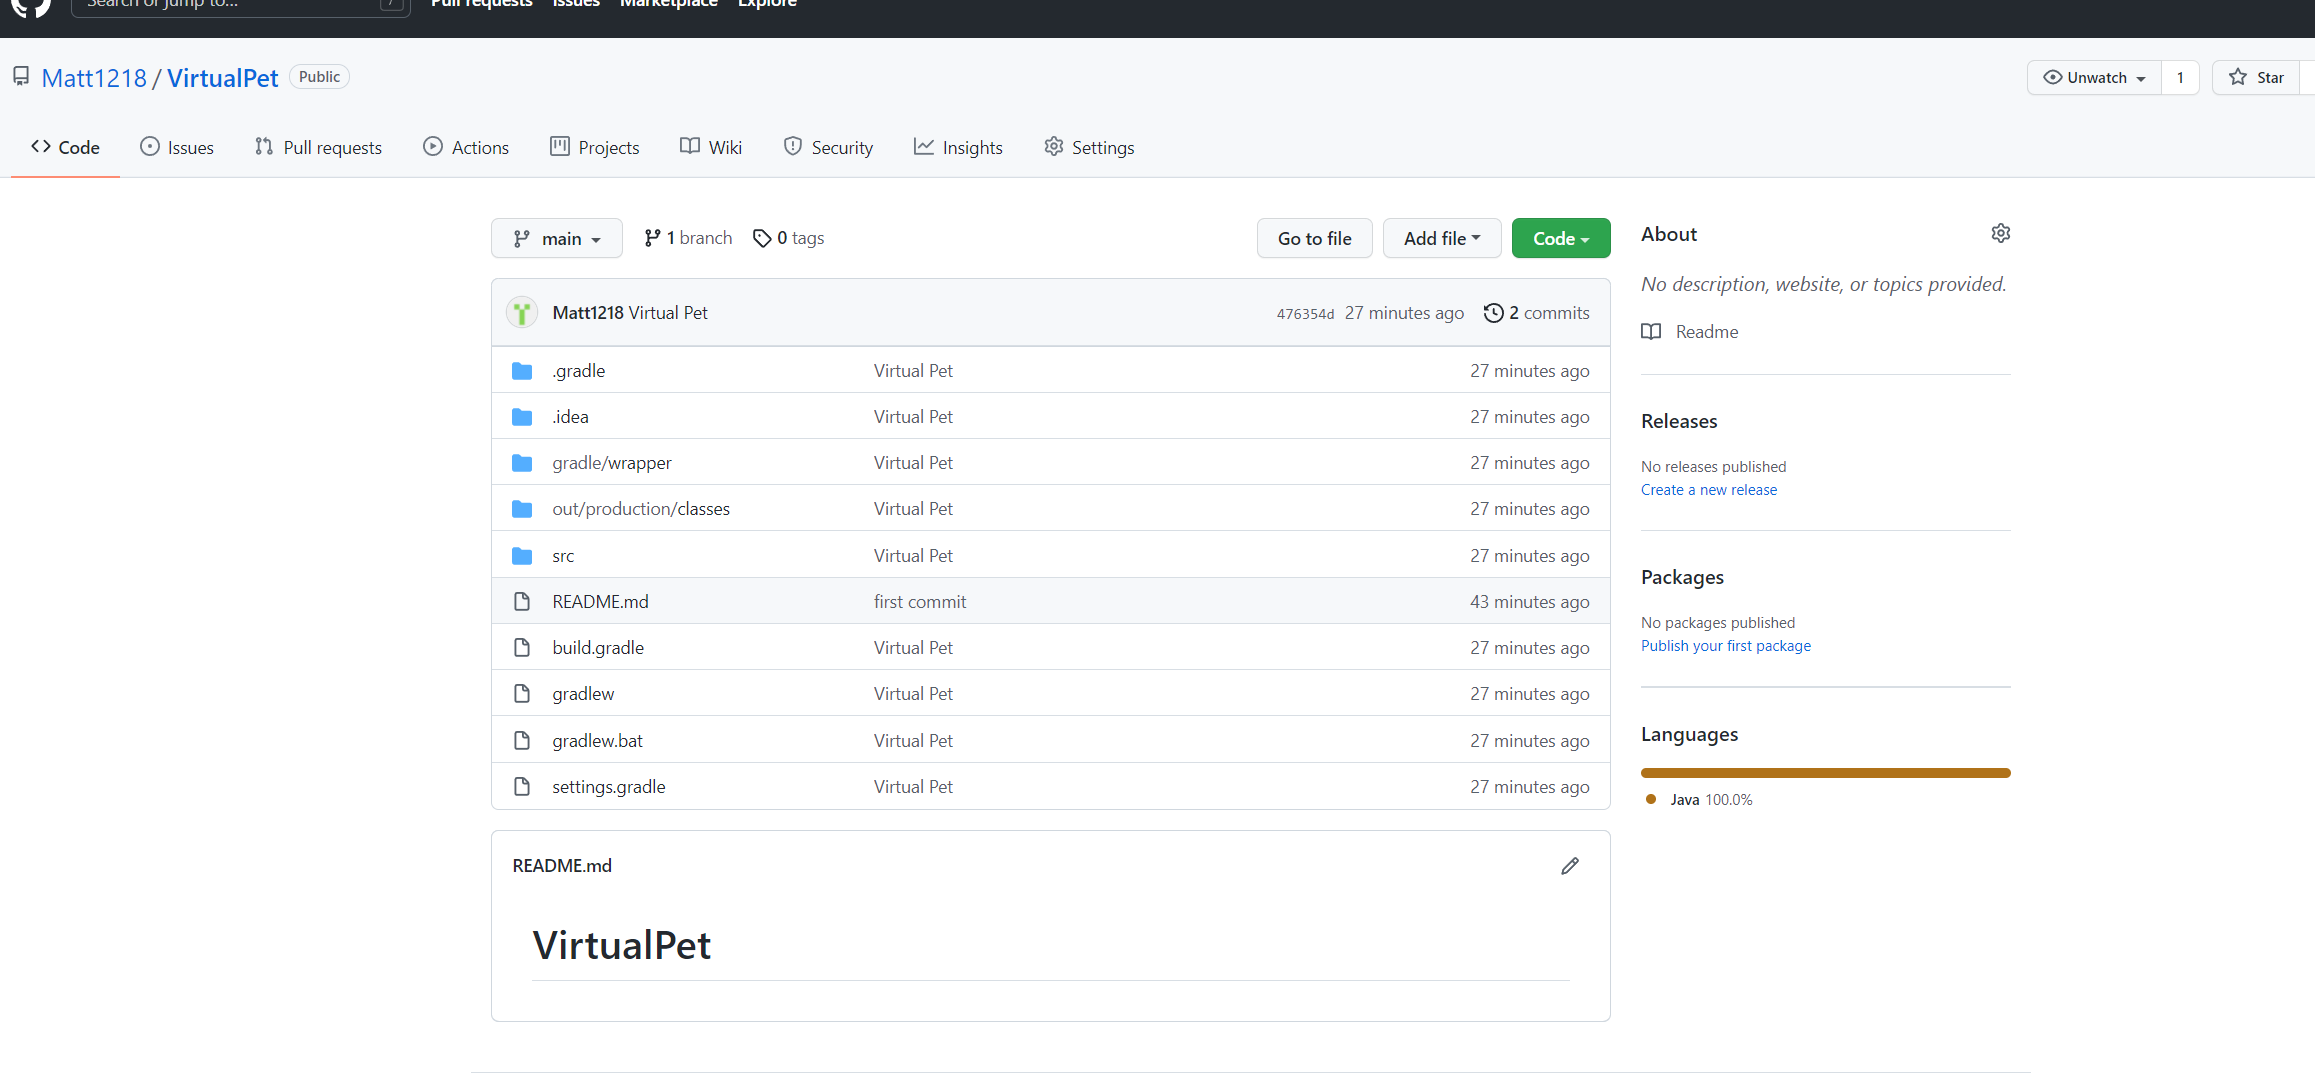 Search or jump to... /
Pull requests Issues Marketplace Explore
Matt1218 / VirtualPet Public
Unwatch 1 Star
Code Issues Pull requests Actions Projects Wiki Security Insights Settings
main 1 branch 0 tags Go to file Add file Code
Matt1218 Virtual Pet 476354d 27 minutes ago 2 commits
.gradle Virtual Pet 27 minutes ago
.idea Virtual Pet 27 minutes ago
gradle/wrapper Virtual Pet 27 minutes ago
out/production/classes Virtual Pet 27 minutes ago
src Virtual Pet 27 minutes ago
README.md first commit 43 minutes ago
build.gradle Virtual Pet 27 minutes ago
gradlew Virtual Pet 27 minutes ago
gradlew.bat Virtual Pet 27 minutes ago
settings.gradle Virtual Pet 27 minutes ago
README.md
VirtualPet
About
No description, website, or topics provided.
Readme
Releases
No releases published
Create a new release
Packages
No packages published
Publish your first package
Languages
Java 100.0%